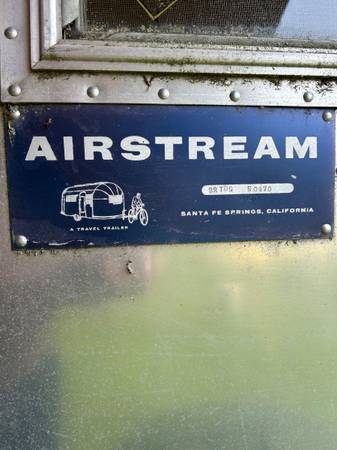 AIRSTREAM
SANTA FE SPRINGS, CALIFORNIA
A TRAVEL TRAILER